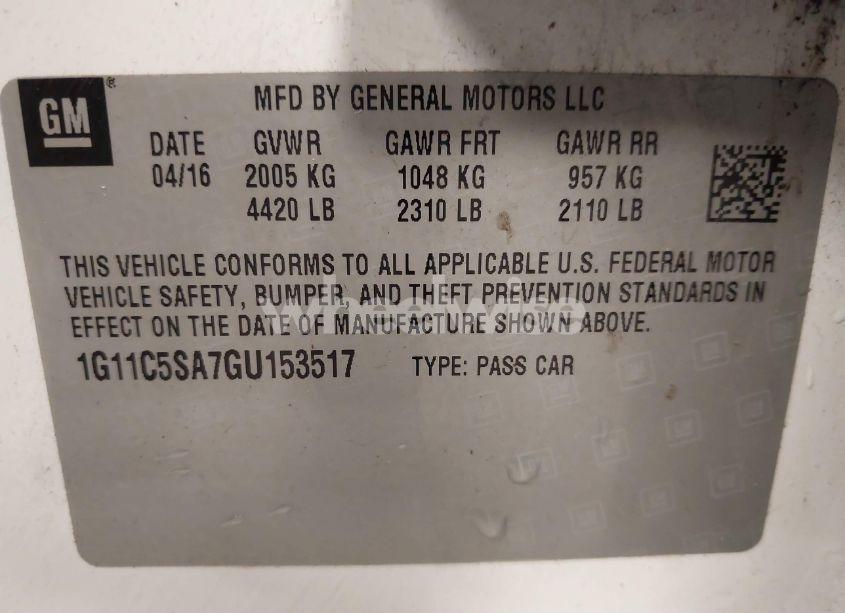 GM®
MFD BY GENERAL MOTORS LLC
DATE GVWR GAWR FRT GAWR RR
04/16 2005 KG 1048 KG 957 KG
4420 LB 2310 LB 2110 LB
THIS VEHICLE CONFORMS TO ALL APPLICABLE U.S. FEDERAL MOTOR
VEHICLE SAFETY, BUMPER, AND THEFT PREVENTION STANDARDS IN
EFFECT ON THE DATE OF MANUFACTURE SHOWN ABOVE.
1G11C5SA7GU153517 TYPE: PASS CAR